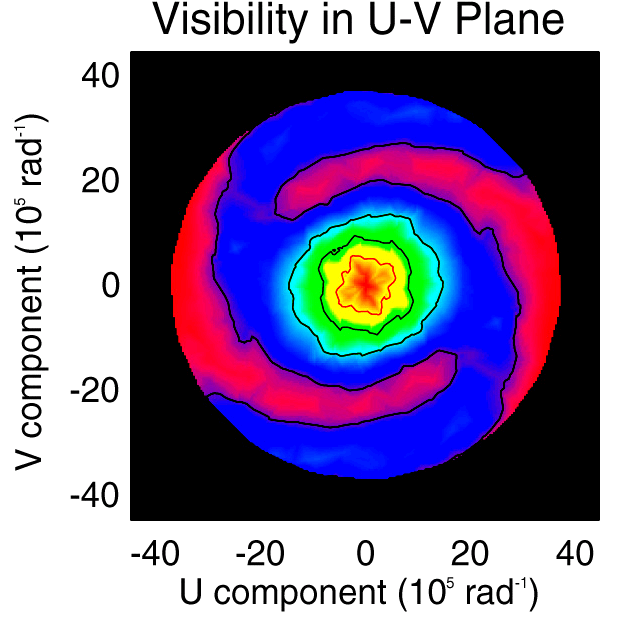 Visibility in U-V Plane
V component (10⁵ rad⁻¹)
40
20
0
-20
-40
-40 -20 0 20 40
U component (10⁵ rad⁻¹)